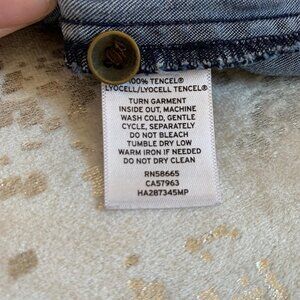 100% TENCEL®
LYOCELL/LYOCELL TENCEL®
TURN GARMENT
INSIDE OUT, MACHINE
WASH COLD, GENTLE
CYCLE, SEPARATELY
DO NOT BLEACH
TUMBLE DRY LOW
WARM IRON IF NEEDED
DO NOT DRY CLEAN
RN58665
CA57963
HA287345MP